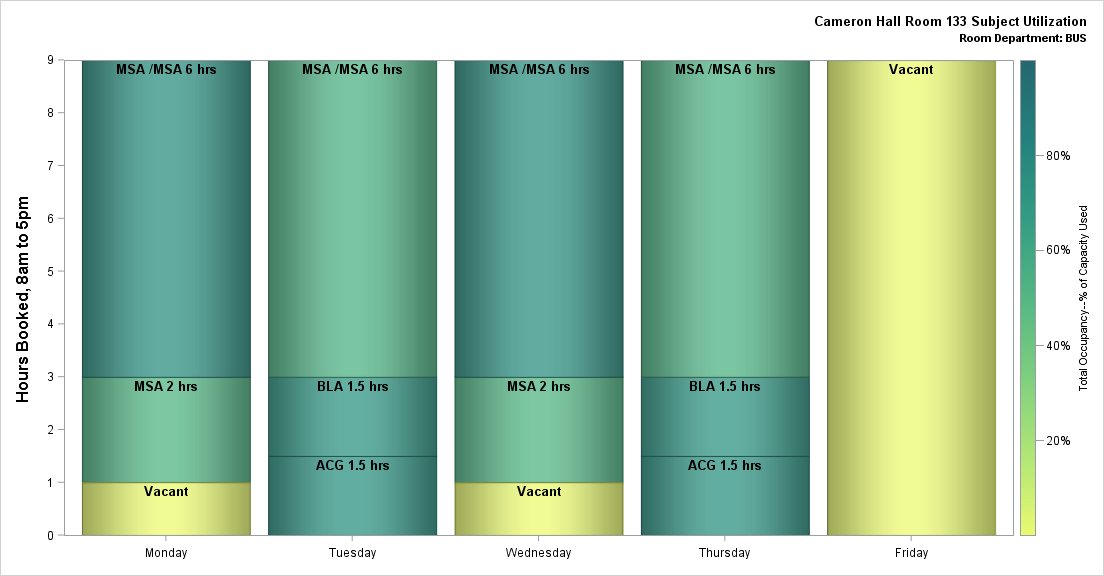 Cameron Hall Room 133 Subject Utilization
Room Department: BUS
Hours Booked, 8am to 5pm
9
8
7
6
5
4
3
2
1
0
MSA /MSA 6 hrs
MSA 2 hrs
Vacant
MSA /MSA 6 hrs
BLA 1.5 hrs
ACG 1.5 hrs
MSA /MSA 6 hrs
MSA 2 hrs
Vacant
MSA /MSA 6 hrs
BLA 1.5 hrs
ACG 1.5 hrs
Vacant
Monday
Tuesday
Wednesday
Thursday
Friday
80%
60%
40%
20%
Total Occupancy--% of Capacity Used